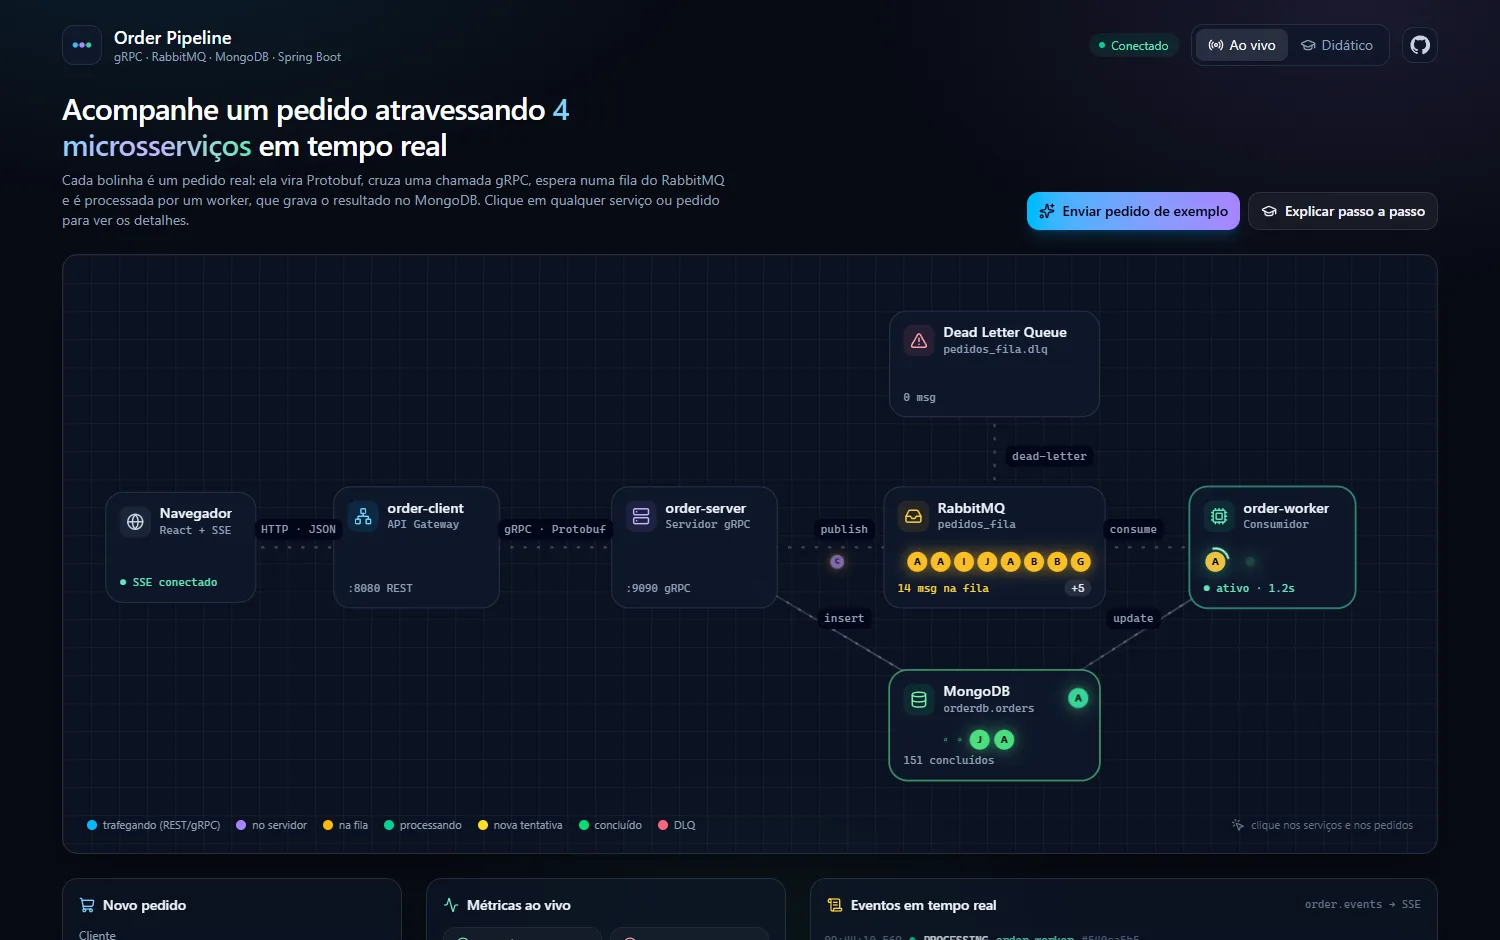 Order Pipeline
gRPC · RabbitMQ · MongoDB · Spring Boot
Conectado
Ao vivo
Didático
Acompanhe um pedido atravessando 4
microsserviços em tempo real
Cada bolinha é um pedido real: ela vira Protobuf, cruza uma chamada gRPC, espera numa fila do RabbitMQ
e é processada por um worker, que grava o resultado no MongoDB. Clique em qualquer serviço ou pedido
para ver os detalhes.
Enviar pedido de exemplo
Explicar passo a passo
Dead Letter Queue
pedidos_fila.dlq
0 msg
dead-letter
Navegador
React + SSE
SSE conectado
HTTP · JSON
order-client
API Gateway
:8080 REST
gRPC · Protobuf
order-server
Servidor gRPC
:9090 gRPC
publish
C
RabbitMQ
pedidos_fila
A A I J A B B G
14 msg na fila
+5
consume
order-worker
Consumidor
A
ativo · 1.2s
insert
update
MongoDB
orderdb.orders
A
J A
151 concluídos
trafegando (REST/gRPC)
no servidor
na fila
processando
nova tentativa
concluído
DLQ
clique nos serviços e nos pedidos
Novo pedido
Cliente
Métricas ao vivo
Eventos em tempo real
order.events → SSE
PROCESSING order-worker